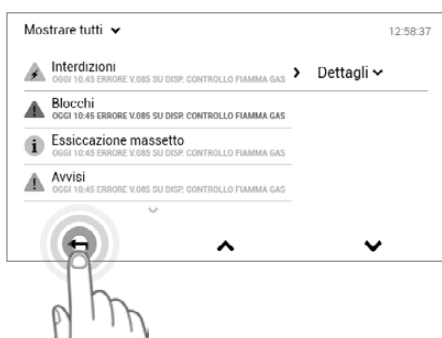 Mostrare tutti
12:58:37
Interdizioni
OGGI 10:45 ERRORE V.085 SU DISP. CONTROLLO FIAMMA GAS
Dettagli
Blocchi
OGGI 10:45 ERRORE V.085 SU DISP. CONTROLLO FIAMMA GAS
Essiccazione massetto
OGGI 10:45 ERRORE V.085 SU DISP. CONTROLLO FIAMMA GAS
Avvisi
OGGI 10:45 ERRORE V.085 SU DISP. CONTROLLO FIAMMA GAS